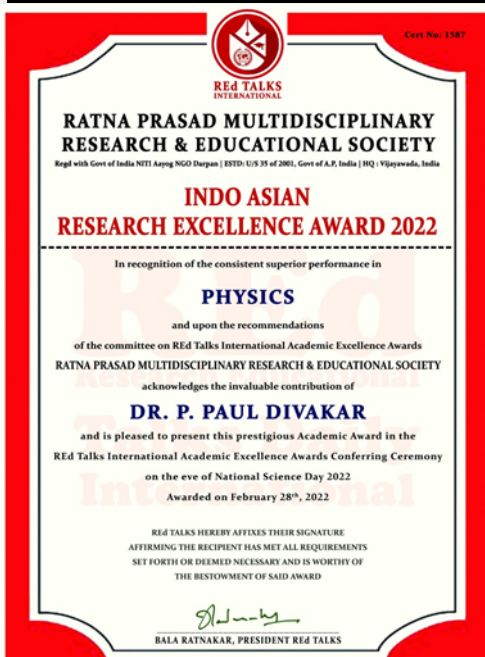 Cert No: 1587
REd TALKS
INTERNATIONAL
RATNA PRASAD MULTIDISCIPLINARY
RESEARCH & EDUCATIONAL SOCIETY
Regd with Govt of India NITI Aayog NGO Darpan | ESTD: U/S 35 of 2001, Govt of A.P, India | HQ : Vijayawada, India
INDO ASIAN
RESEARCH EXCELLENCE AWARD 2022
In recognition of the consistent superior performance in
PHYSICS
and upon the recommendations
of the committee on REd Talks International Academic Excellence Awards
RATNA PRASAD MULTIDISCIPLINARY RESEARCH & EDUCATIONAL SOCIETY
acknowledges the invaluable contribution of
DR. P. PAUL DIVAKAR
and is pleased to present this prestigious Academic Award in the
REd Talks International Academic Excellence Awards Conferring Ceremony
on the eve of National Science Day 2022
Awarded on February 28th, 2022
REd TALKS HEREBY AFFIXES THEIR SIGNATURE
AFFIRMING THE RECIPIENT HAS MET ALL REQUIREMENTS
SET FORTH OR DEEMED NECESSARY AND IS WORTHY OF
THE BESTOWMENT OF SAID AWARD
BALA RATNAKAR, PRESIDENT REd TALKS